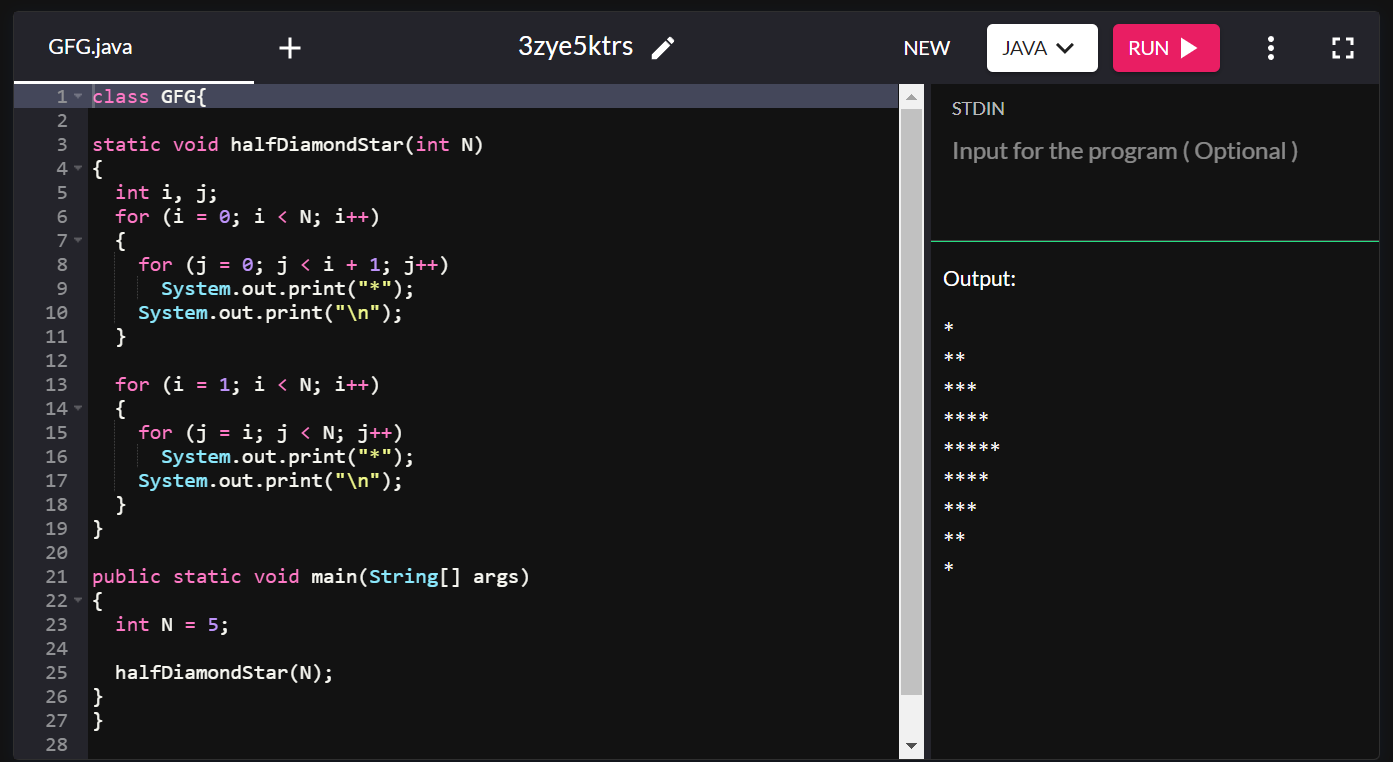 GFG.java + 3zye5ktrs NEW JAVA RUN
1 class GFG{
2
3 static void halfDiamondStar(int N)
4 {
5   int i, j;
6   for (i = 0; i < N; i++)
7   {
8     for (j = 0; j < i + 1; j++)
9       System.out.print("*");
10     System.out.print("\n");
11   }
12
13   for (i = 1; i < N; i++)
14   {
15     for (j = i; j < N; j++)
16       System.out.print("*");
17     System.out.print("\n");
18   }
19 }
20
21 public static void main(String[] args)
22 {
23   int N = 5;
24
25   halfDiamondStar(N);
26 }
27 }
28
STDIN
Input for the program ( Optional )
Output:
*
**
***
****
*****
****
***
**
*